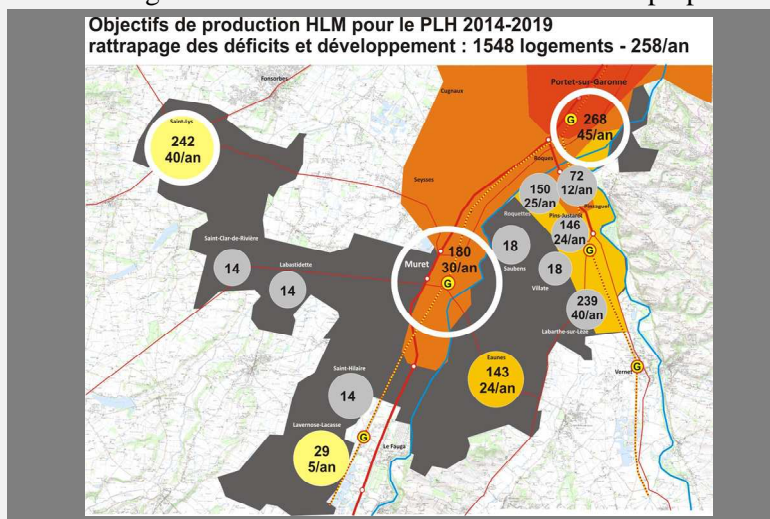 Objectifs de production HLM pour le PLH 2014-2019
rattrapage des déficits et développement : 1548 logements - 258/an
Fonsorbes
Cugnaux
Portet-sur-Garonne
Saint-Lys
242
40/an
G
268
45/an
Roques
Seysses
72
12/an
150
25/an
Pinsaguel
Roquettes
Pins-Justaret
146
24/an
Saint-Clar-de-Rivière
14
Labastidette
14
Muret
180
30/an
G
18
Saubens
G
18
Villate
239
40/an
Labarthe-sur-Lèze
Eaunes
143
24/an
Vernet
G
Saint-Hilaire
14
Lavernose-Lacasse
29
5/an
G
Le Fauga